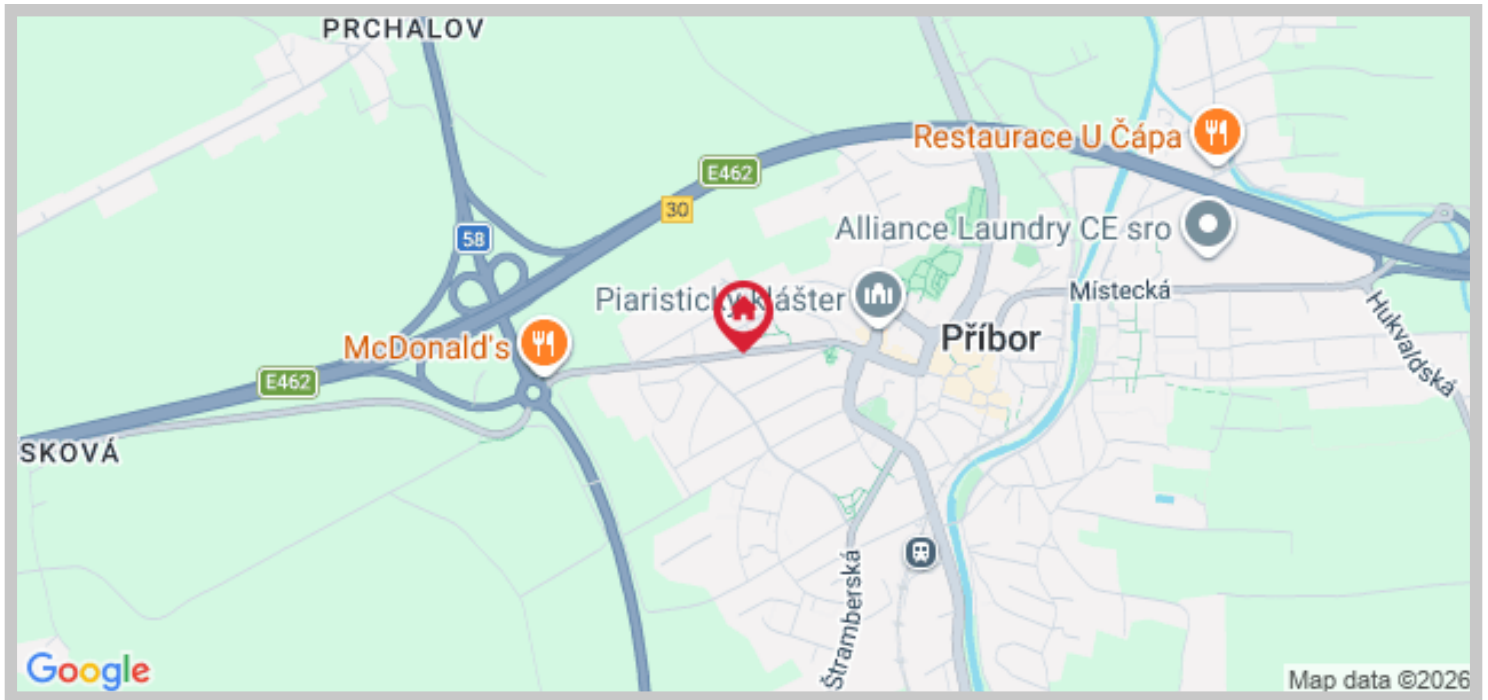 PRCHALOV
Restaurace U Čápa
E462
30
58
Alliance Laundry CE sro
Místecká
Piaristický klášter
Hukvaldská
Příbor
McDonald's
E462
SKOVÁ
Štramberská
Google
Map data ©2026